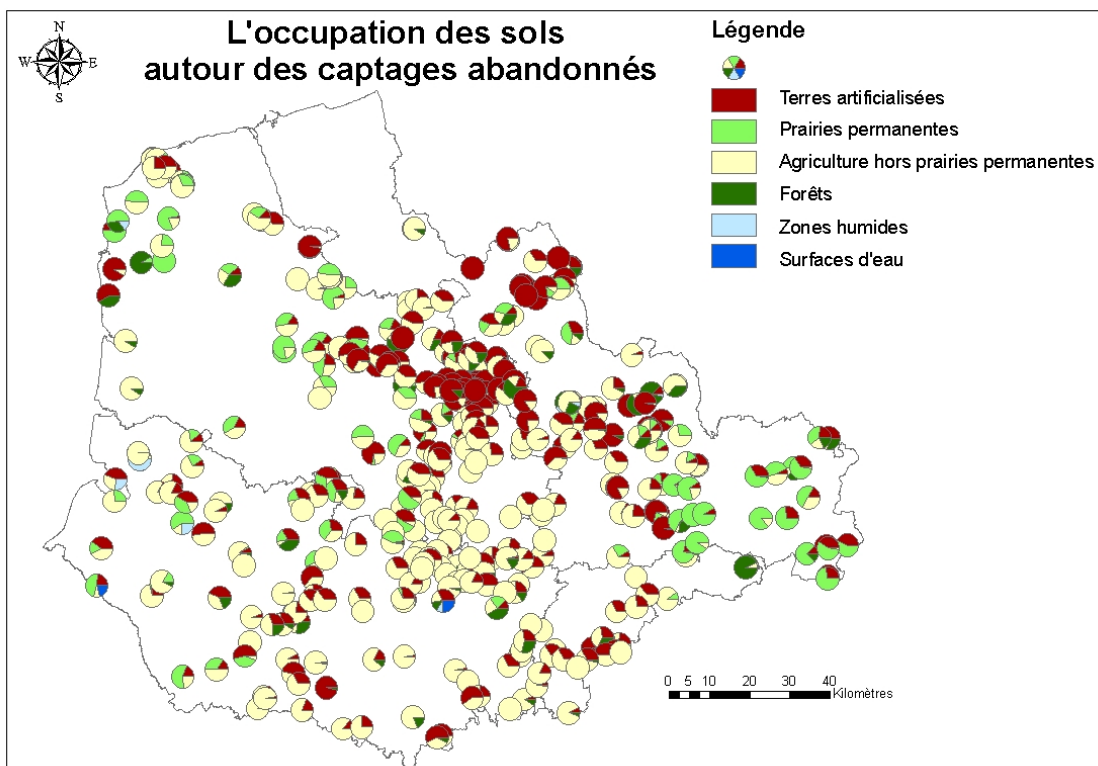 N
W E
S
L'occupation des sols
autour des captages abandonnés
Légende
Terres artificialisées
Prairies permanentes
Agriculture hors prairies permanentes
Forêts
Zones humides
Surfaces d'eau
0 5 10 20 30 40
Kilomètres